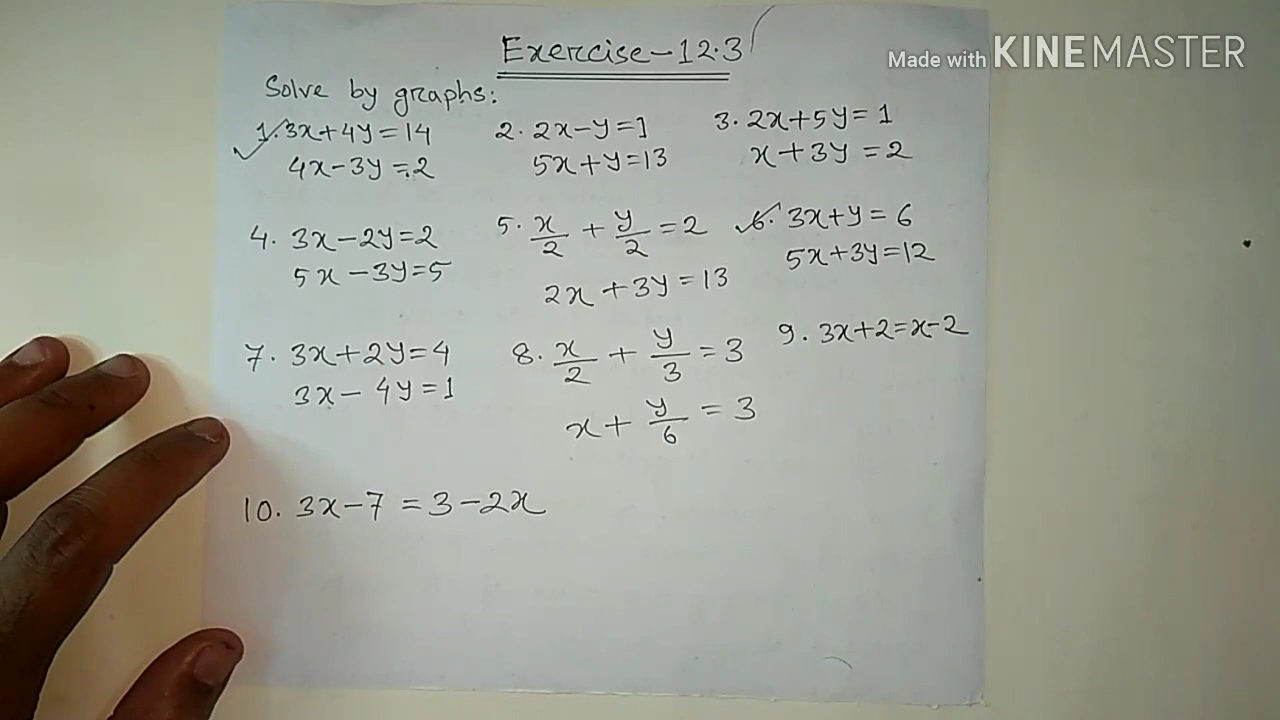 Exercise-12.3
Made with KINEMASTER
Solve by graphs:
1. 3x+4y=14
4x-3y=2
2. 2x-y=1
5x+y=13
3. 2x+5y=1
x+3y=2
4. 3x-2y=2
5x-3y=5
5. x/2 + y/2 = 2
2x+3y=13
6. 3x+y=6
5x+3y=12
7. 3x+2y=4
3x-4y=1
8. x/2 + y/3 = 3
x + y/6 = 3
9. 3x+2=x-2
10. 3x-7=3-2x